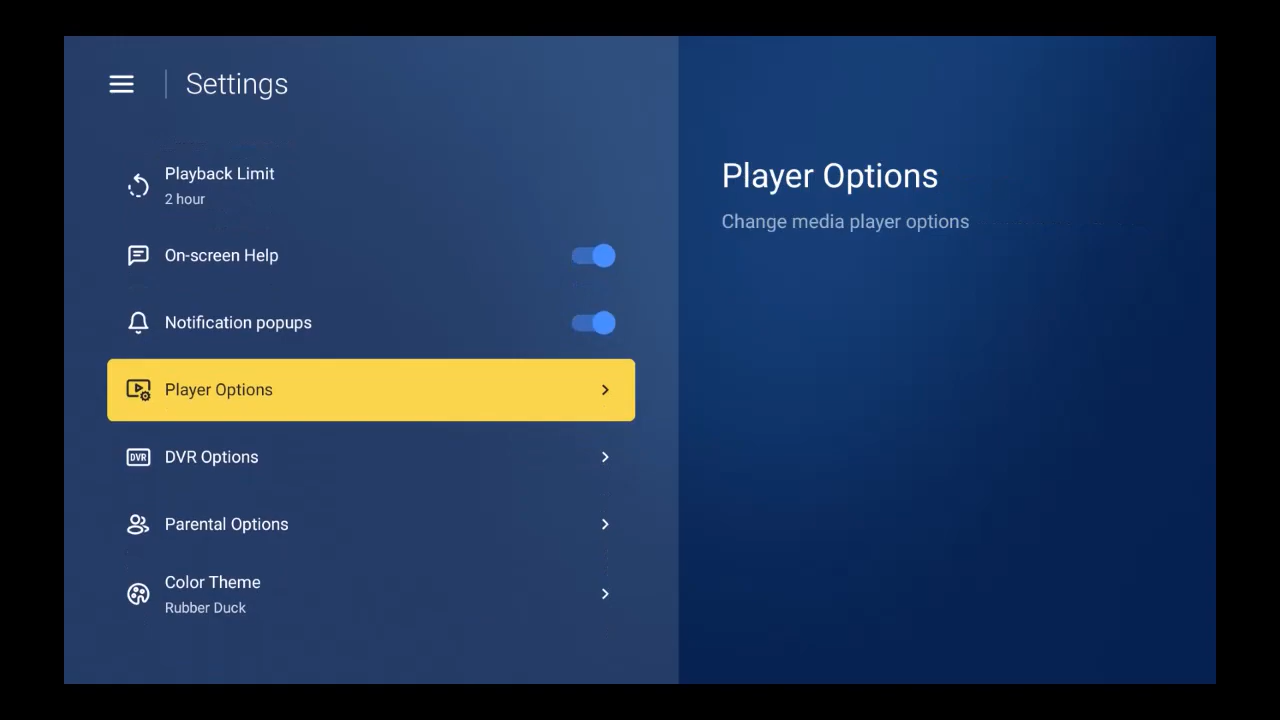 Settings
Playback Limit
2 hour
On-screen Help
Notification popups
Player Options
DVR
DVR Options
Parental Options
Color Theme
Rubber Duck
Player Options
Change media player options